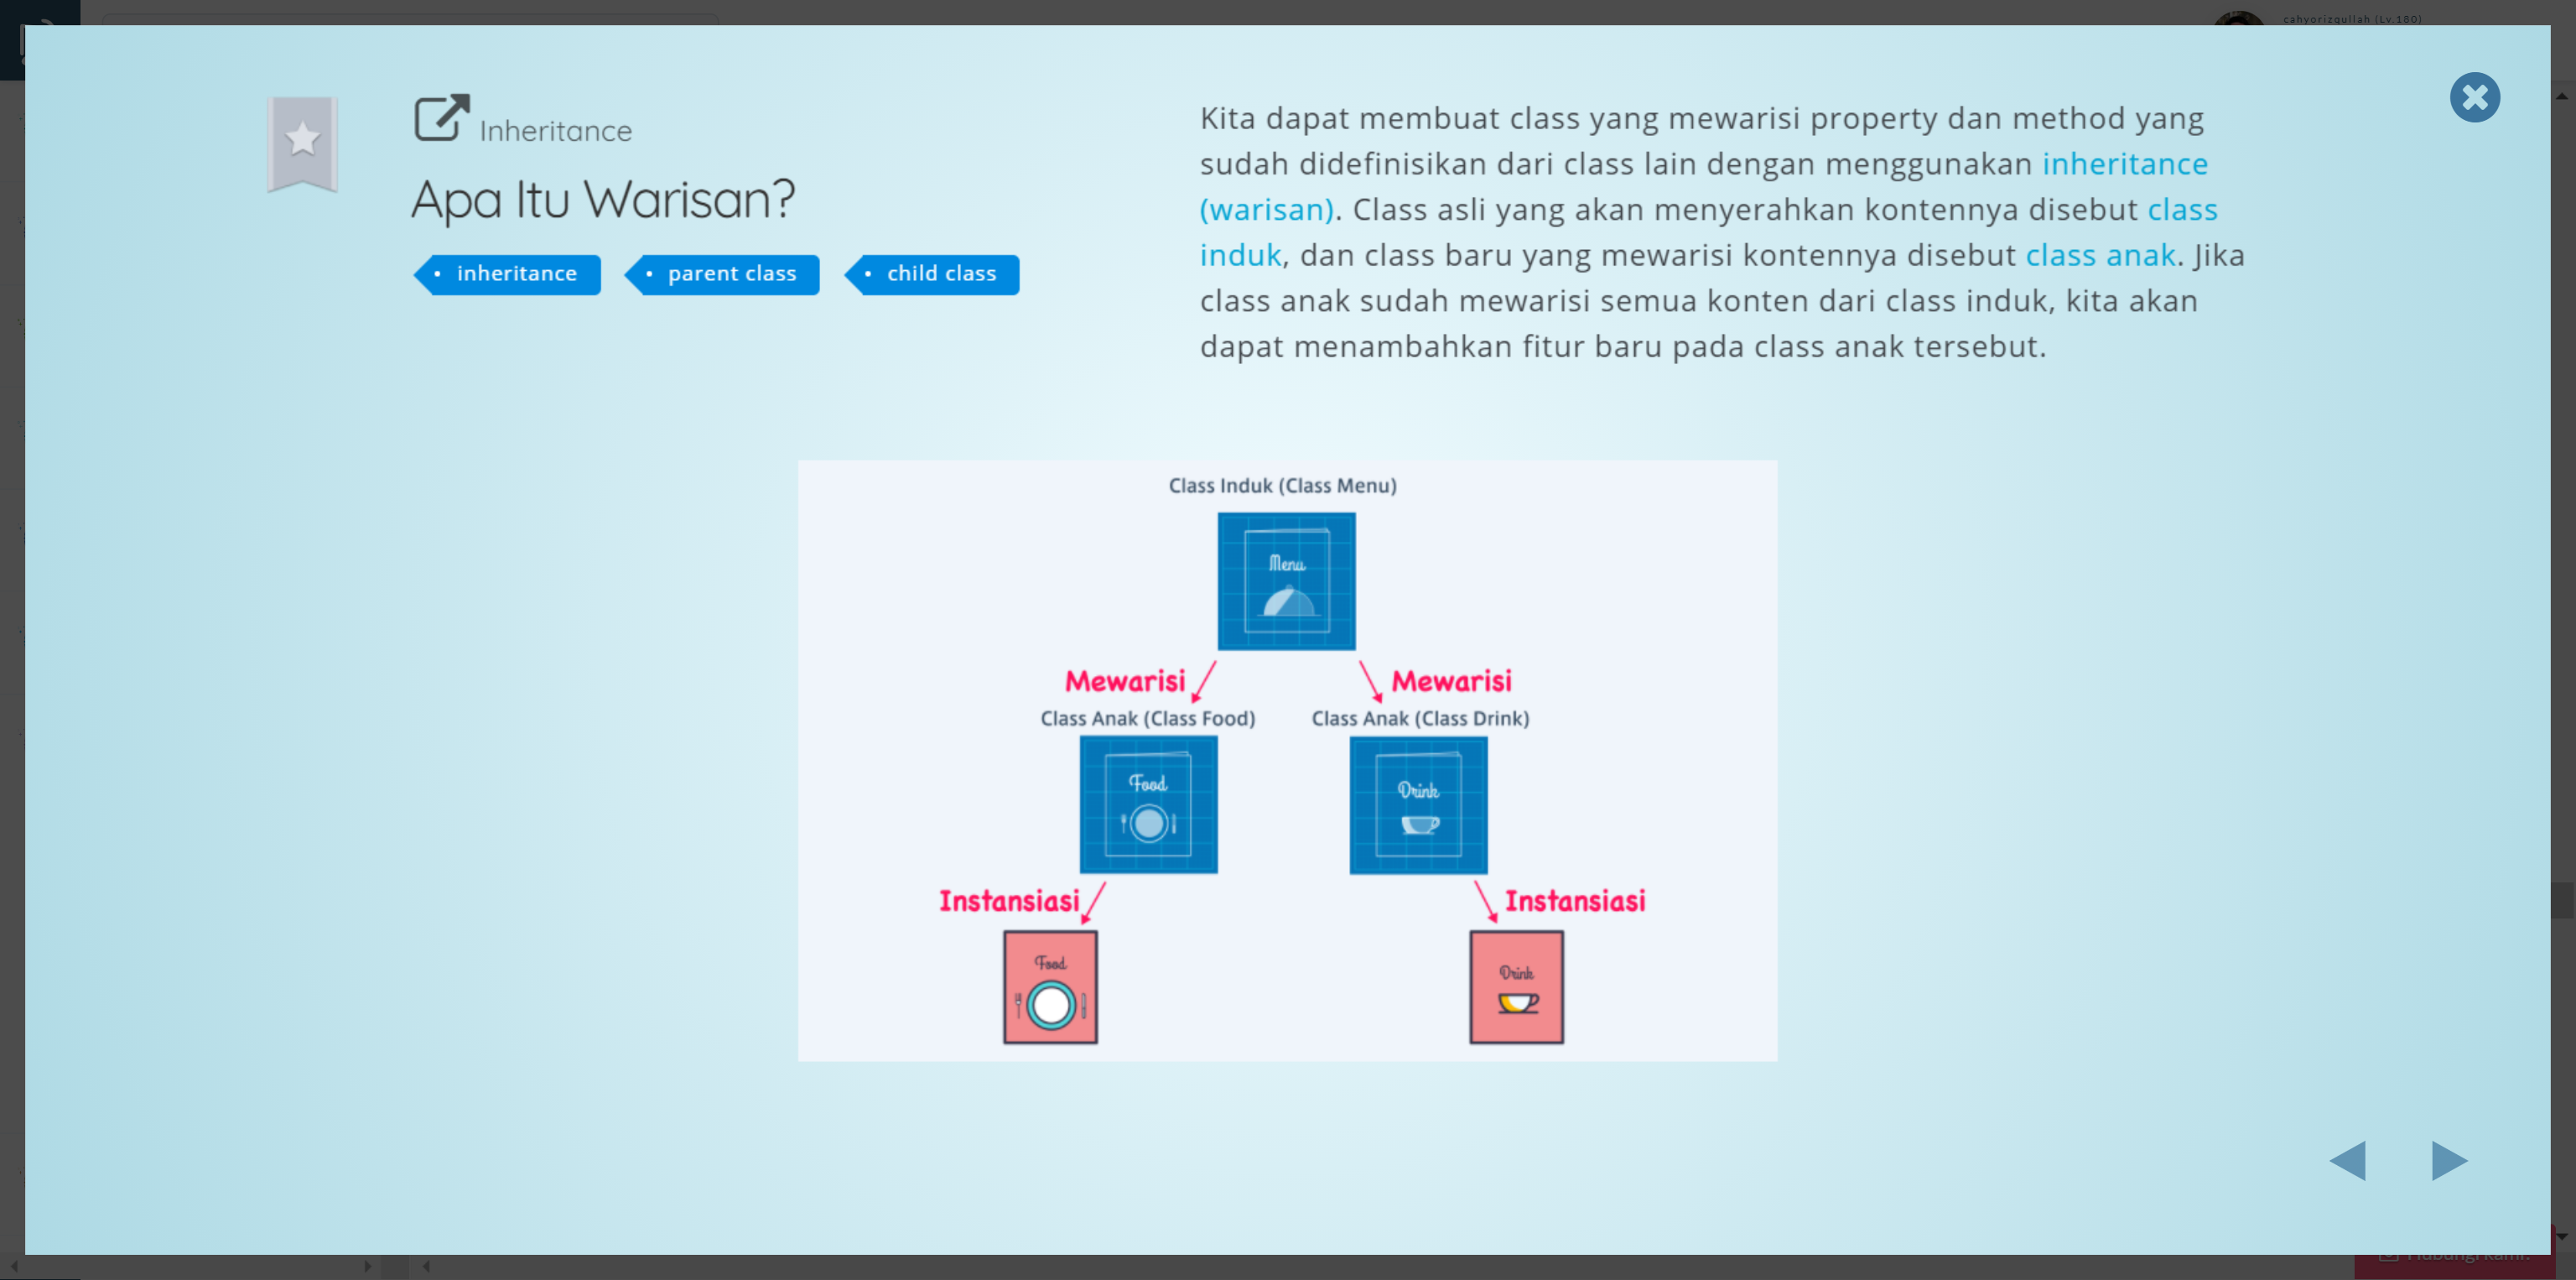 cahyorizqullah (Lv.180)
Inheritance
Apa Itu Warisan?
• inheritance
• parent class
• child class
Kita dapat membuat class yang mewarisi property dan method yang
sudah didefinisikan dari class lain dengan menggunakan inheritance
(warisan). Class asli yang akan menyerahkan kontennya disebut class
induk, dan class baru yang mewarisi kontennya disebut class anak. Jika
class anak sudah mewarisi semua konten dari class induk, kita akan
dapat menambahkan fitur baru pada class anak tersebut.
Class Induk (Class Menu)
Menu
Mewarisi
Mewarisi
Class Anak (Class Food)
Class Anak (Class Drink)
Food
Drink
Instansiasi
Instansiasi
Food
Drink
Hubungi kami!